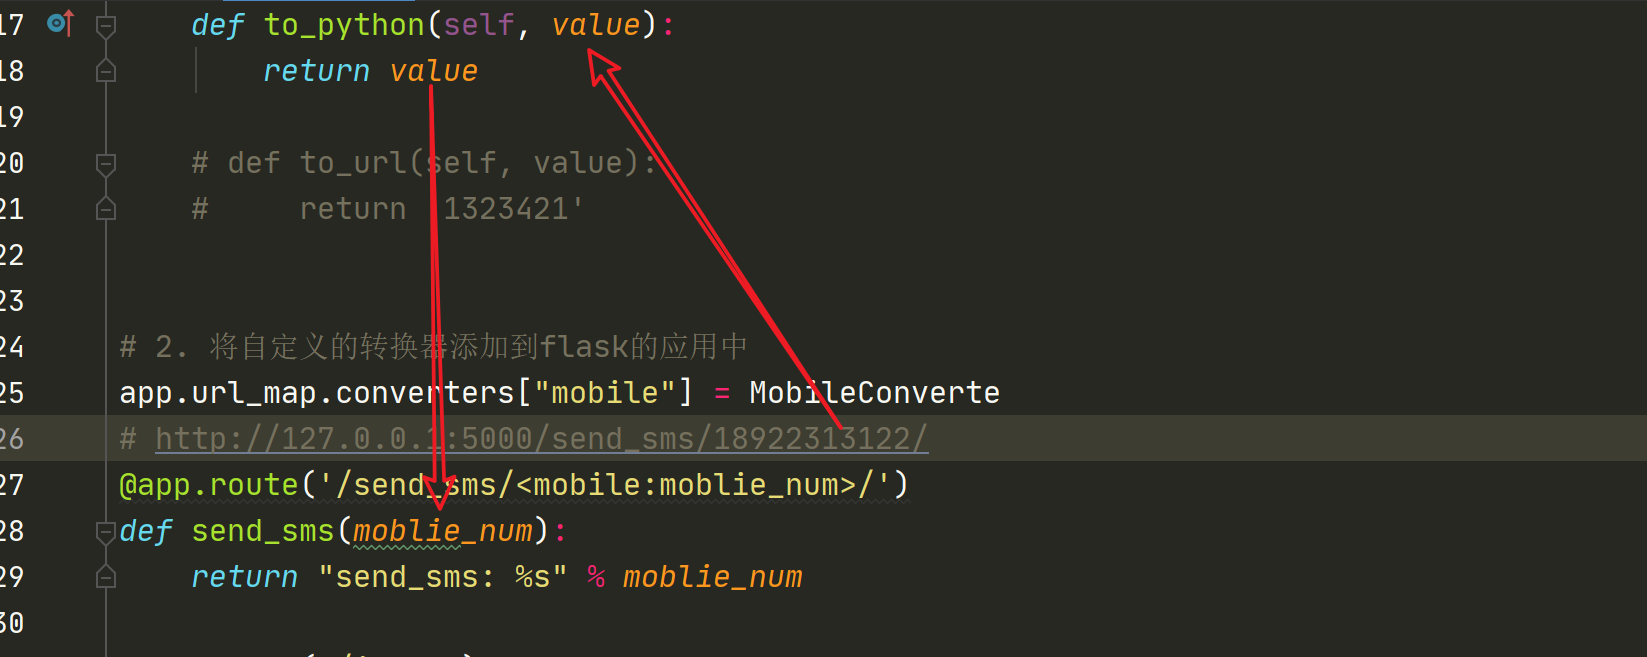 17 def to_python(self, value):
18 return value
19
20 # def to_url(self, value):
21 # return 1323421'
22
23
24 # 2. 将自定义的转换器添加到flask的应用中
25 app.url_map.converters["mobile"] = MobileConverte
26 # http://127.0.0.1:5000/send_sms/18922313122/
27 @app.route('/send_sms/<mobile:moblie_num>/')
28 def send_sms(moblie_num):
29 return "send_sms: %s" % moblie_num
30